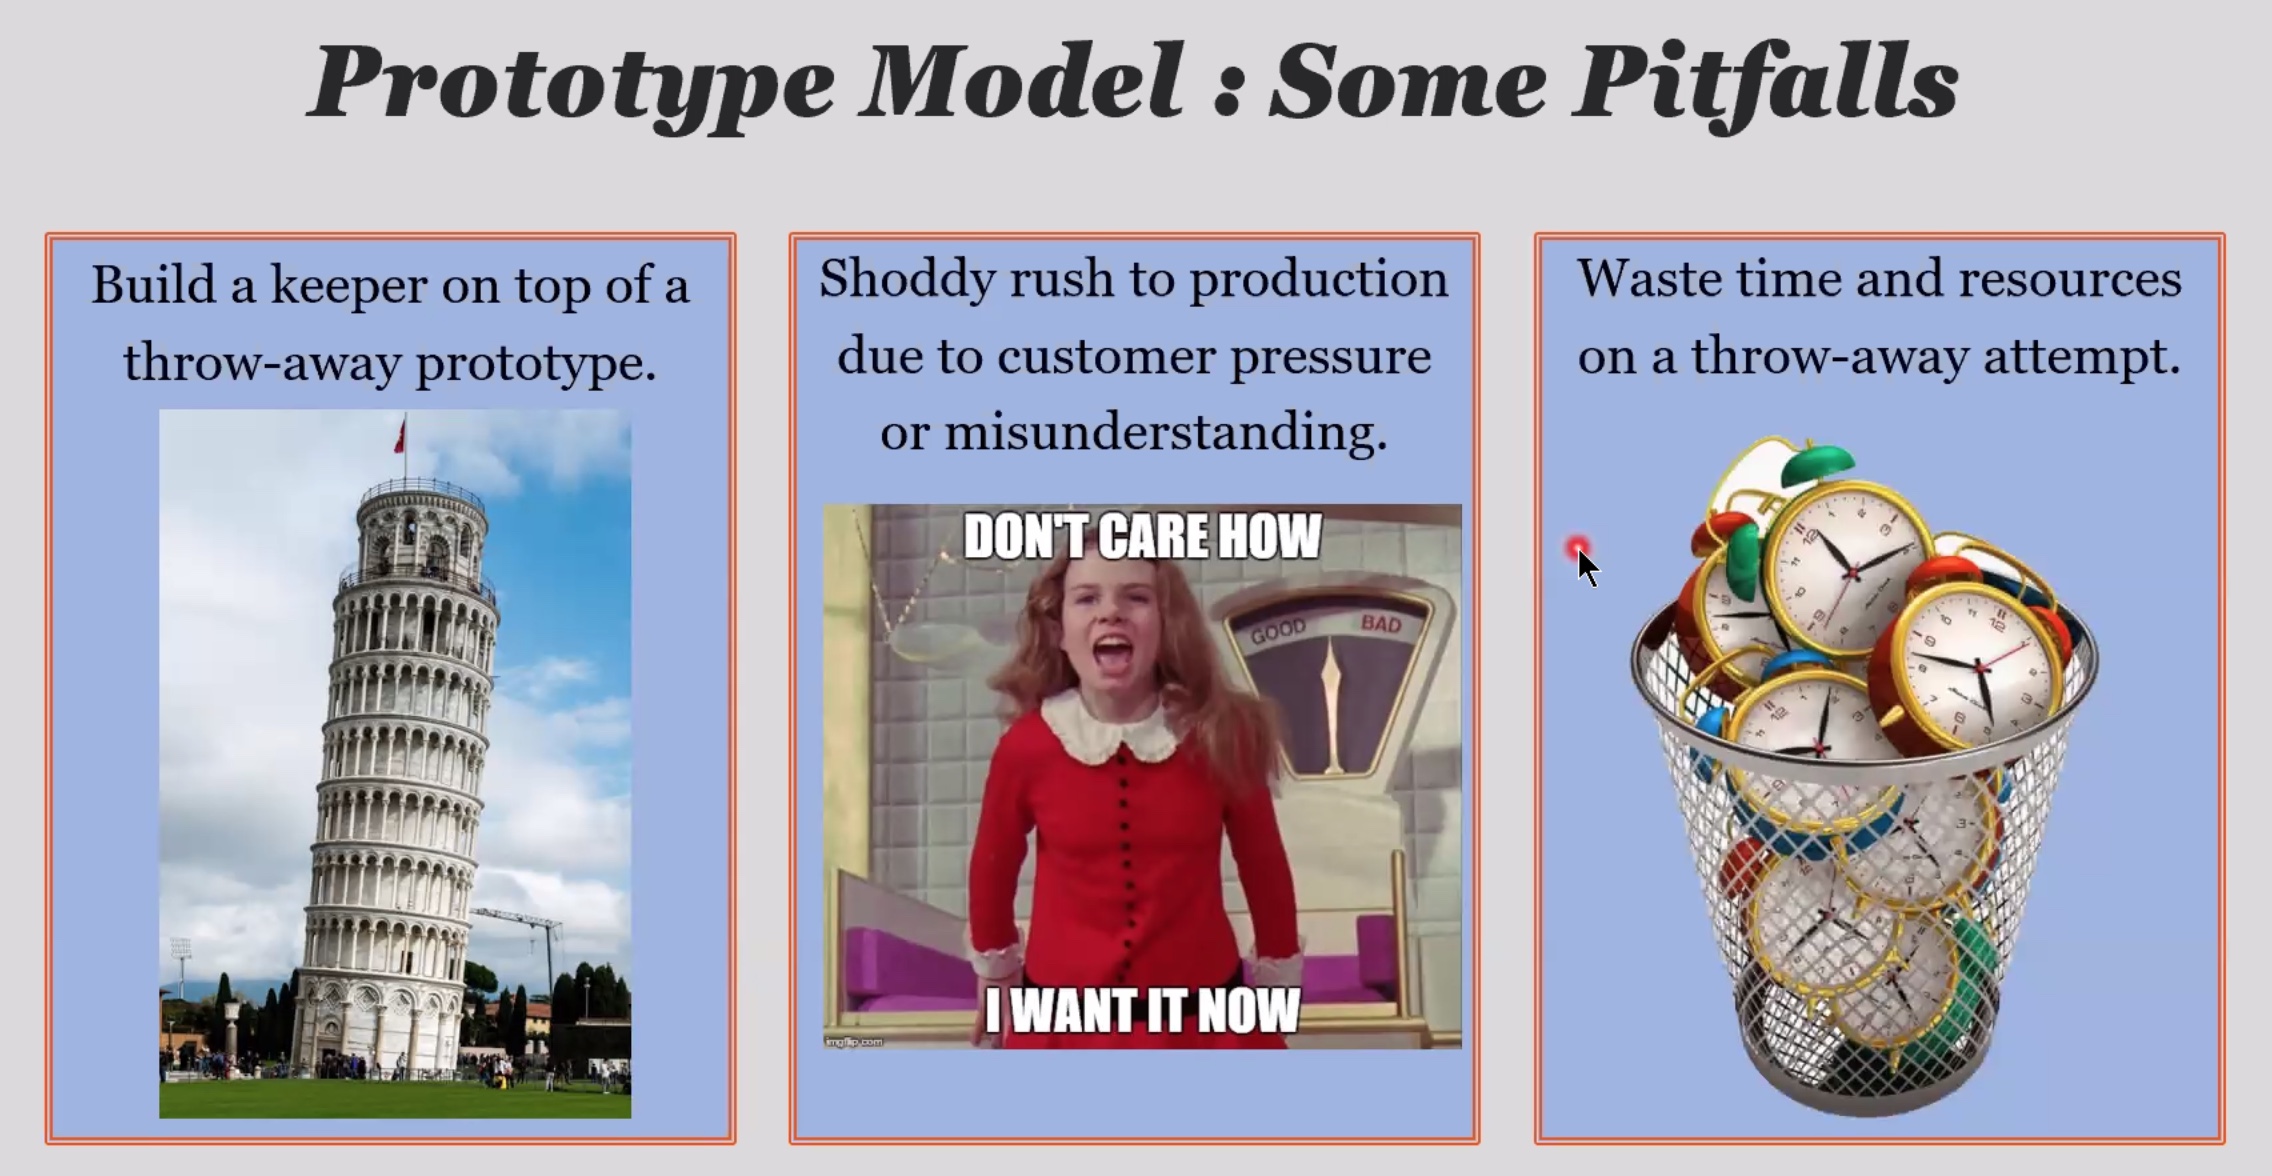 Prototype Model : Some Pitfalls
Build a keeper on top of a
throw-away prototype.
Shoddy rush to production
due to customer pressure
or misunderstanding.
DON'T CARE HOW
GOOD BAD
I WANT IT NOW
imgflip.com
Waste time and resources
on a throw-away attempt.